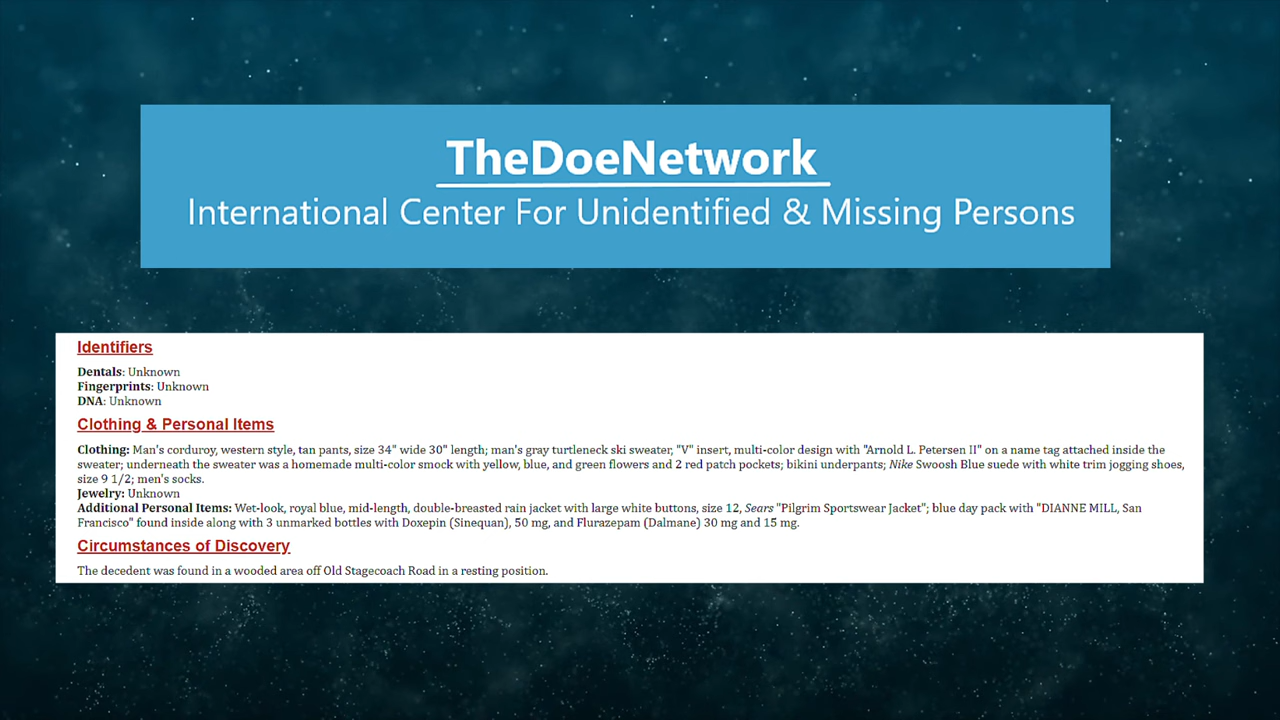 TheDoeNetwork
International Center For Unidentified & Missing Persons
Identifiers
Dentals: Unknown
Fingerprints: Unknown
DNA: Unknown
Clothing & Personal Items
Clothing: Man's corduroy, western style, tan pants, size 34" wide 30" length; man's gray turtleneck ski sweater, "V" insert, multi-color design with "Arnold L. Petersen II" on a name tag attached inside the
sweater; underneath the sweater was a homemade multi-color smock with yellow, blue, and green flowers and 2 red patch pockets; bikini underpants; Nike Swoosh Blue suede with white trim jogging shoes,
size 9 1/2; men's socks.
Jewelry: Unknown
Additional Personal Items: Wet-look, royal blue, mid-length, double-breasted rain jacket with large white buttons, size 12, Sears "Pilgrim Sportswear Jacket"; blue day pack with "DIANNE MILL, San
Francisco" found inside along with 3 unmarked bottles with Doxepin (Sinequan), 50 mg, and Flurazepam (Dalmane) 30 mg and 15 mg.
Circumstances of Discovery
The decedent was found in a wooded area off Old Stagecoach Road in a resting position.